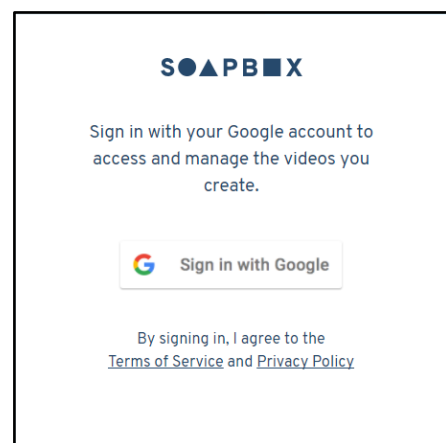 SOAPBOX
Sign in with your Google account to
access and manage the videos you
create.
Sign in with Google
By signing in, I agree to the
Terms of Service and Privacy Policy